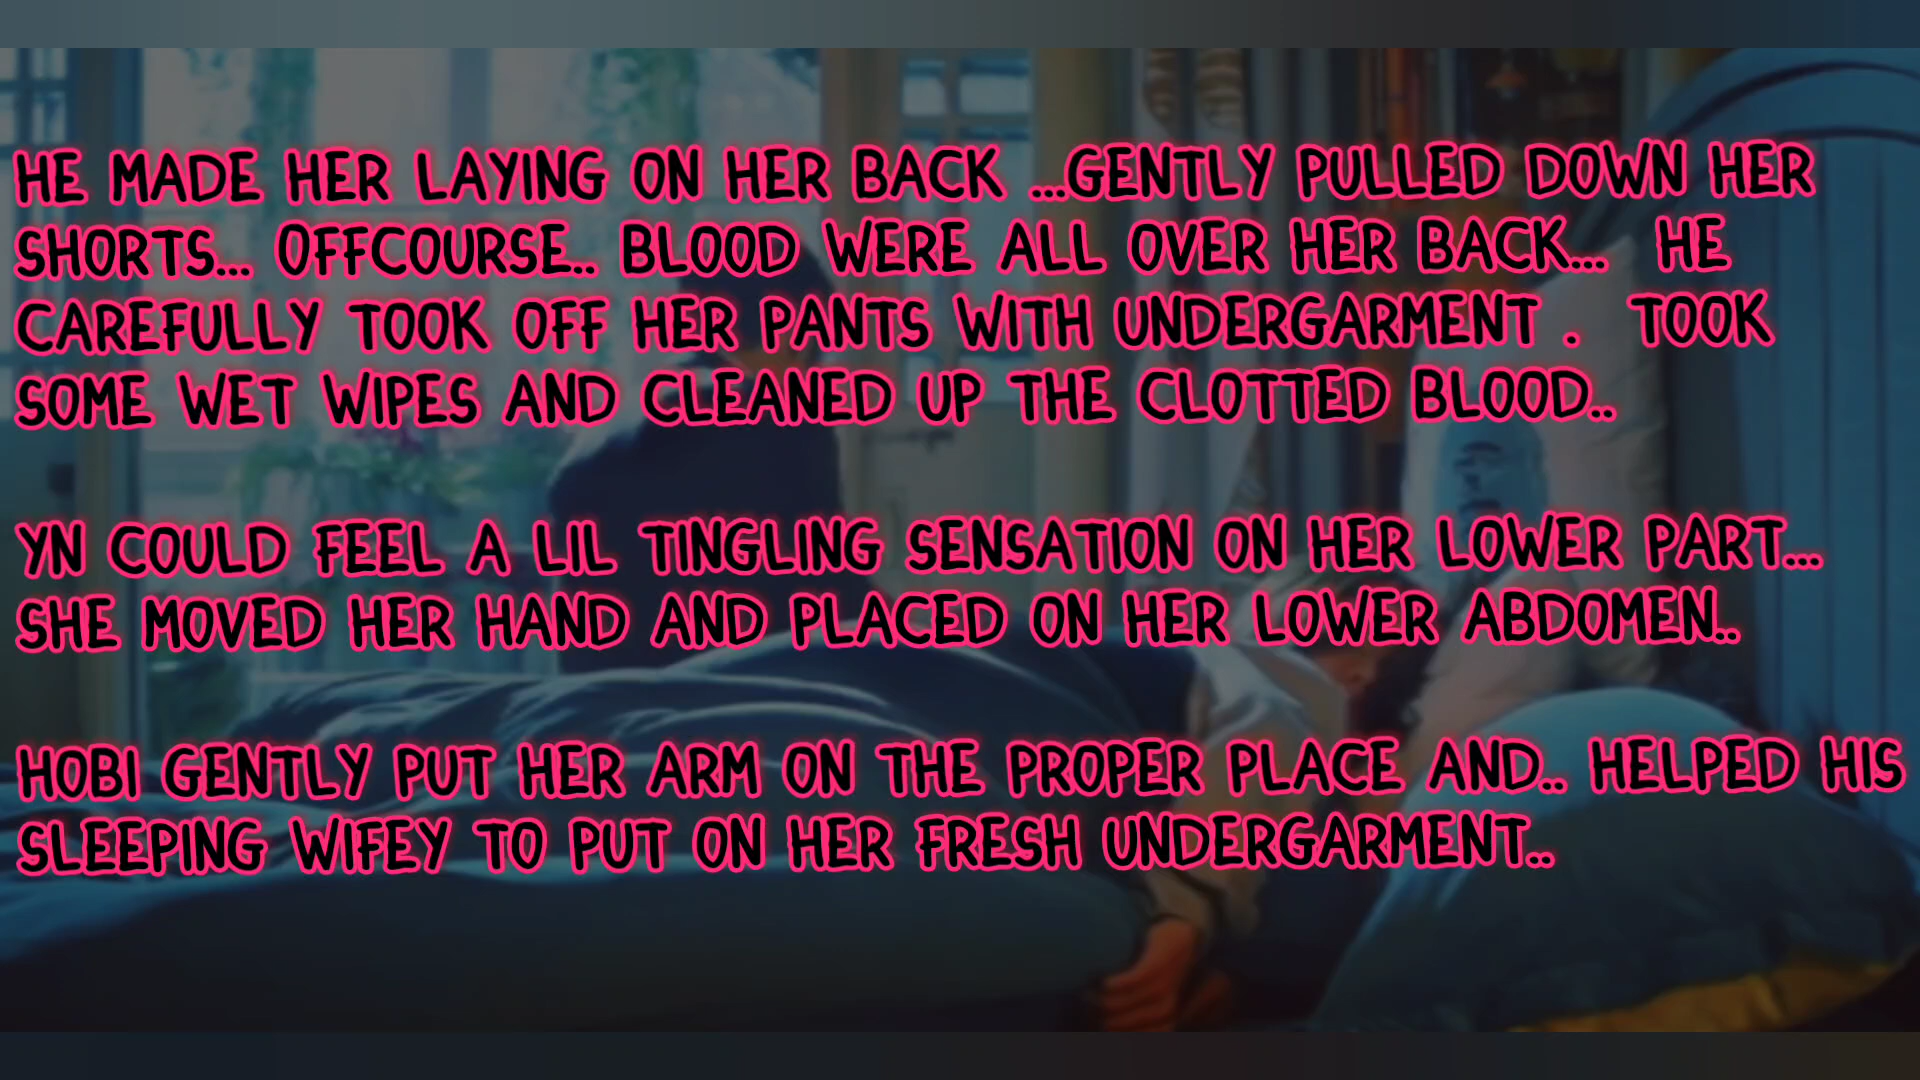 HE MADE HER LAYING ON HER BACK ...GENTLY PULLED DOWN HER
SHORTS... OFFCOURSE.. BLOOD WERE ALL OVER HER BACK... HE
CAREFULLY TOOK OFF HER PANTS WITH UNDERGARMENT . TOOK
SOME WET WIPES AND CLEANED UP THE CLOTTED BLOOD..
YN COULD FEEL A LIL TINGLING SENSATION ON HER LOWER PART...
SHE MOVED HER HAND AND PLACED ON HER LOWER ABDOMEN..
HOBI GENTLY PUT HER ARM ON THE PROPER PLACE AND.. HELPED HIS
SLEEPING WIFEY TO PUT ON HER FRESH UNDERGARMENT..